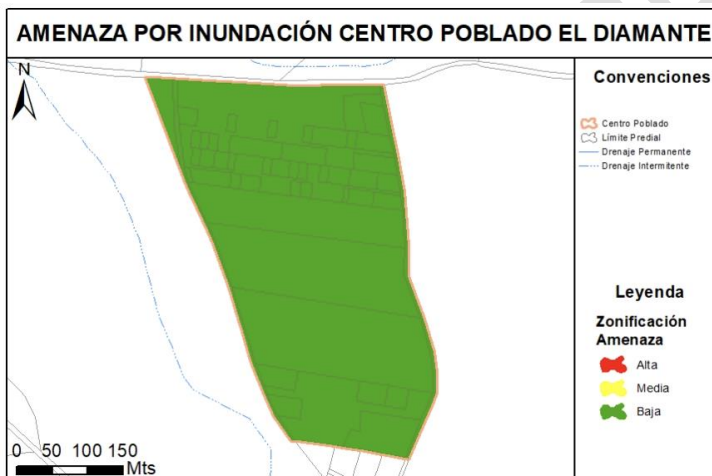 AMENAZA POR INUNDACIÓN CENTRO POBLADO EL DIAMANTE
N
Convenciones
Centro Poblado
Límite Predial
Drenaje Permanente
Drenaje Intermitente
Leyenda
Zonificación
Amenaza
Alta
Media
Baja
0 50 100 150
Mts